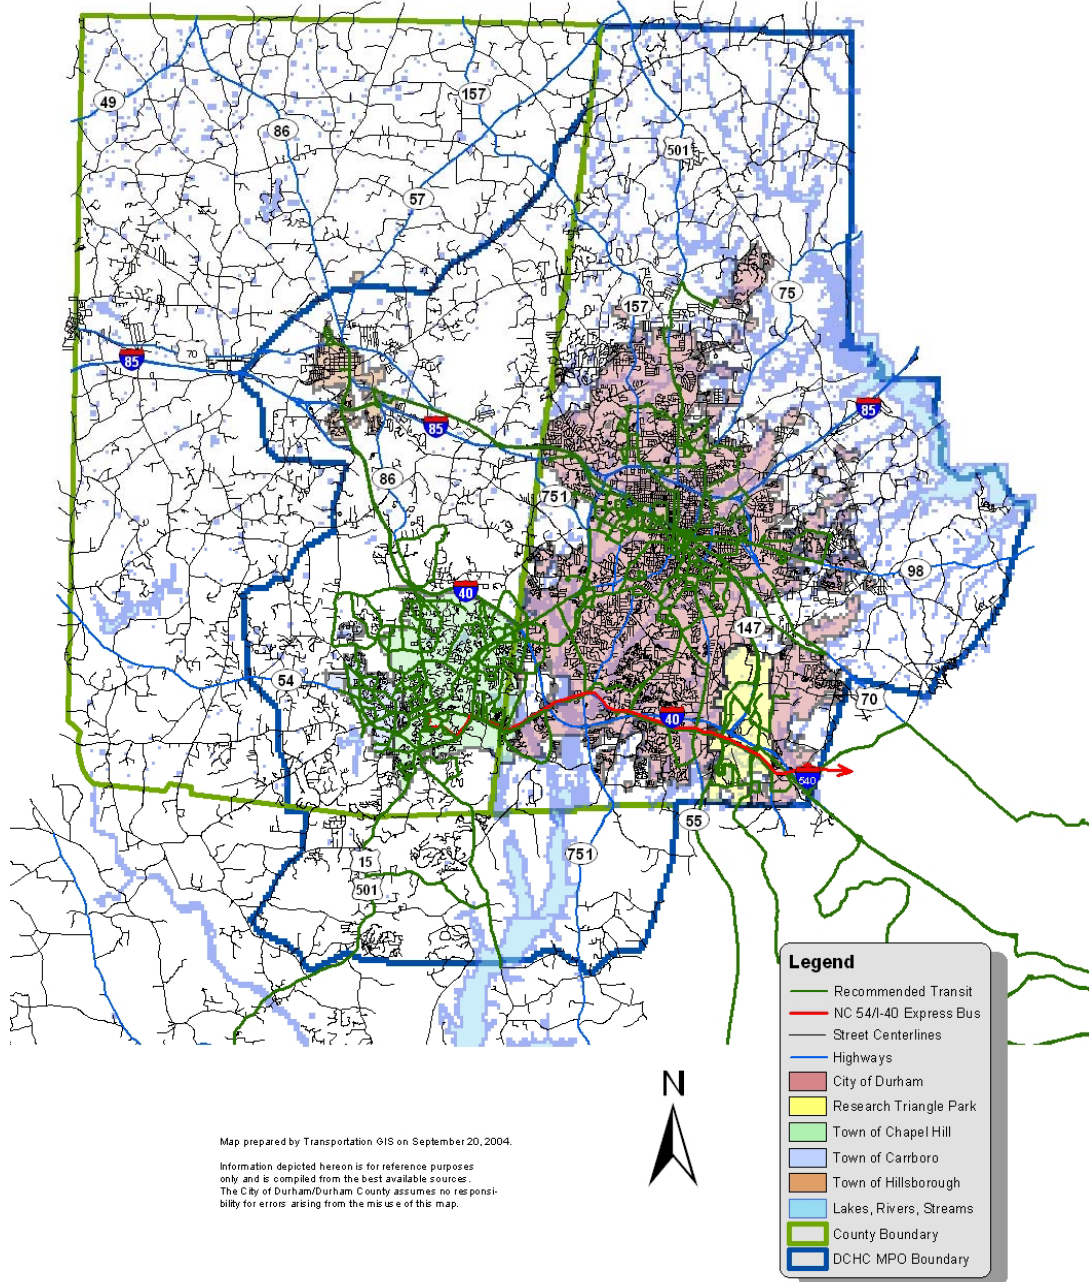 49
157
86
501
57
75
157
70
85
85
85
86
751
98
40
147
54
70
40
540
55
15
501
751
Legend
Recommended Transit
NC 54/I-40 Express Bus
Street Centerlines
Highways
City of Durham
Research Triangle Park
Town of Chapel Hill
Town of Carrboro
Town of Hillsborough
Lakes, Rivers, Streams
County Boundary
DCHC MPO Boundary
N
Map prepared by Transportation GIS on September 20, 2004.
Information depicted hereon is for reference purposes
only and is compiled from the best available sources.
The City of Durham/Durham County assumes no responsi-
bility for errors arising from the misuse of this map.